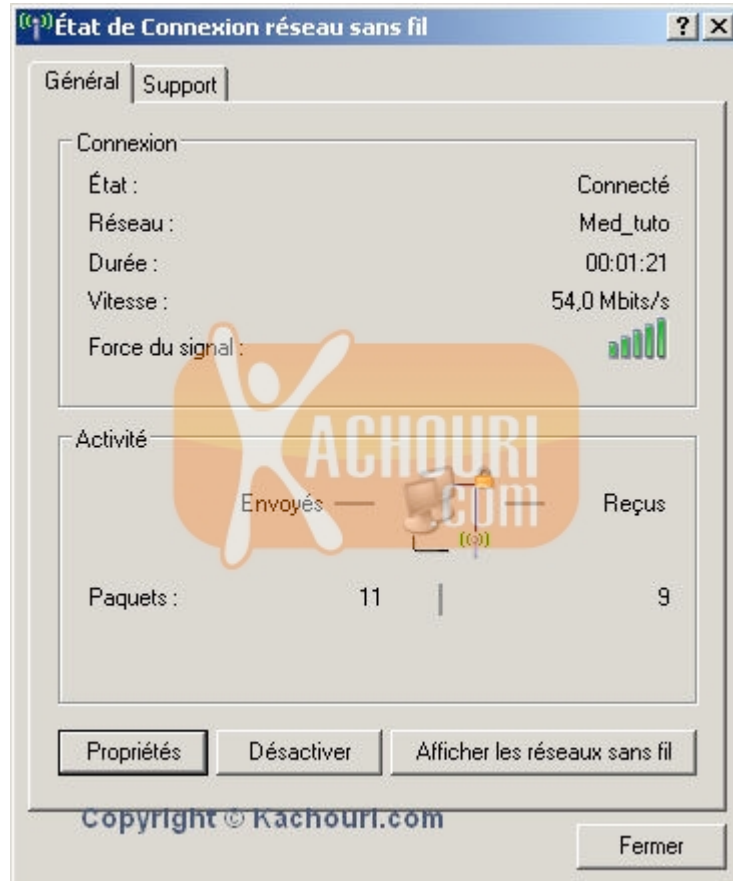 État de Connexion réseau sans fil
Général Support
Connexion
État : Connecté
Réseau : Med_tuto
Durée : 00:01:21
Vitesse : 54,0 Mbits/s
Force du signal :
Activité
KACHOURI
.COM
Envoyés Reçus
Paquets : 11 9
Propriétés Désactiver Afficher les réseaux sans fil
Copyright © Kachouri.com
Fermer